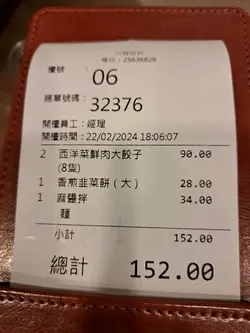 電話：25636828
檯號 06
賬單號碼：
32376
開檯員工：經理
開檯時間：22/02/2024 18:06:07
2 西洋菜鮮肉大餃子 90.00
(8隻)
1 香煎韭菜餅（大） 28.00
1 麻醬拌 34.00
麵
小計 152.00
總計 152.00